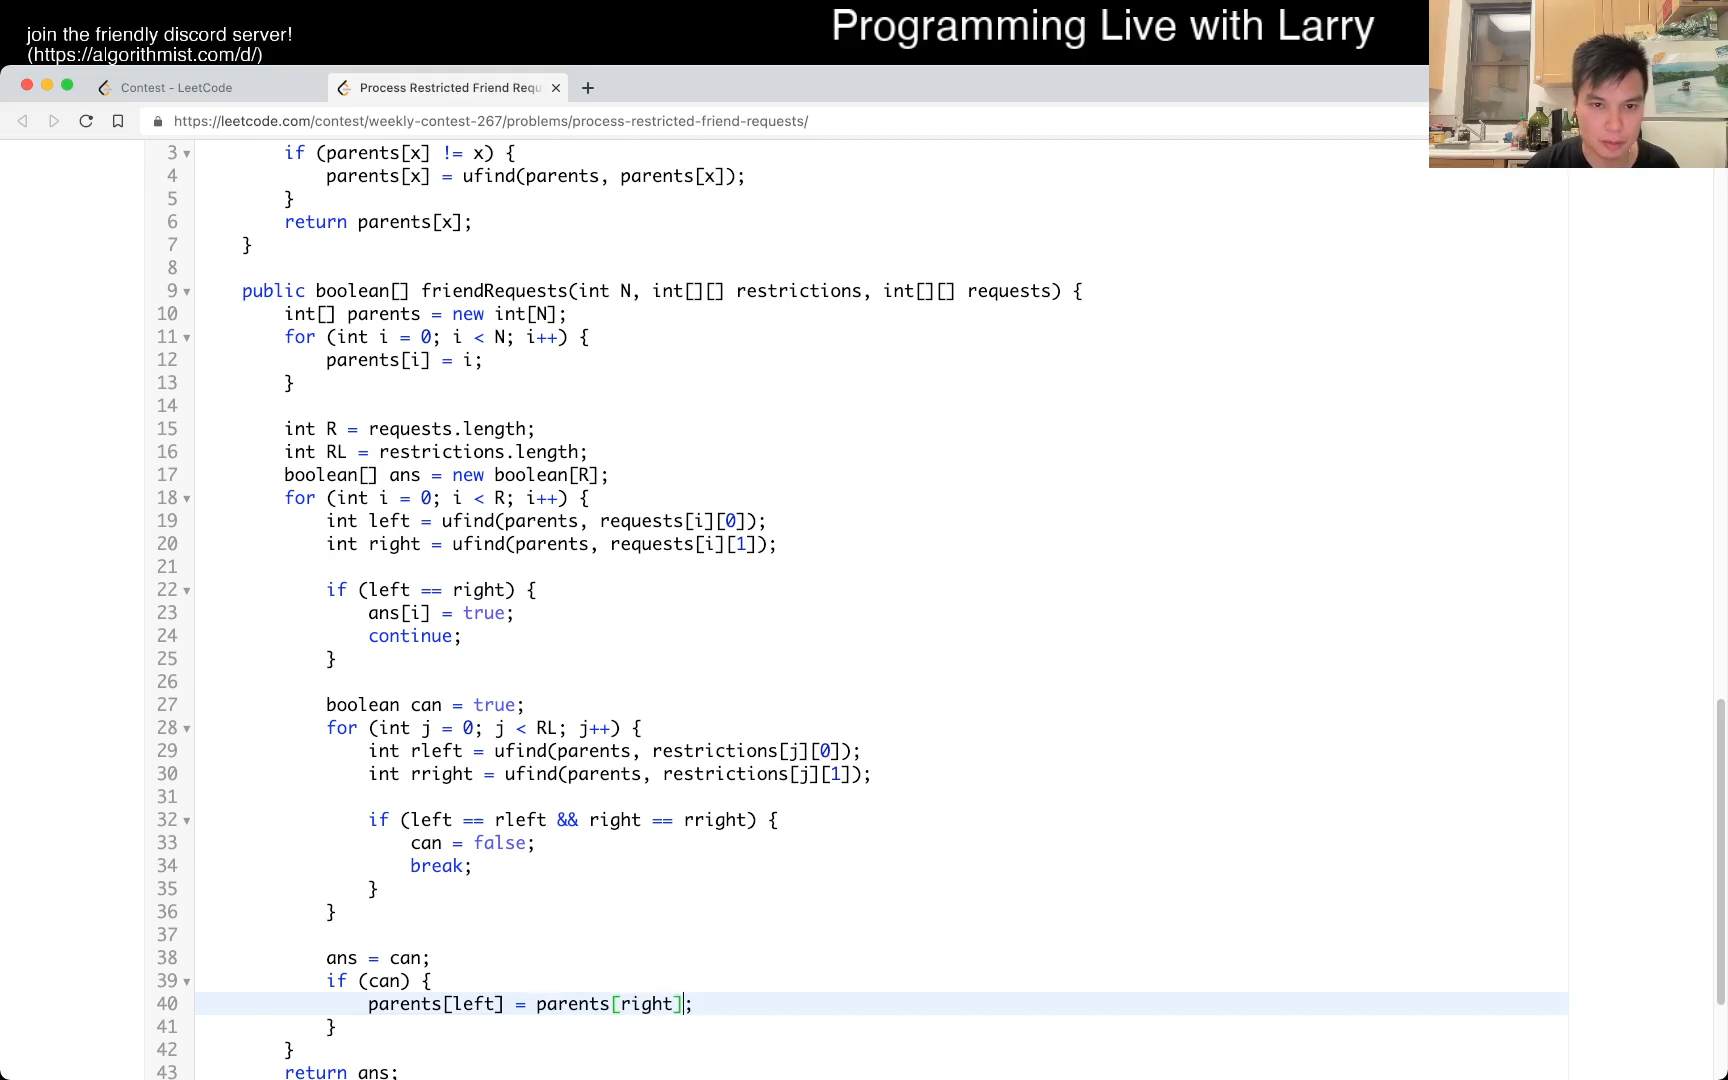 join the friendly discord server!
(https://algorithmist.com/d/)
Programming Live with Larry
Contest - LeetCode
Process Restricted Friend Requ
https://leetcode.com/contest/weekly-contest-267/problems/process-restricted-friend-requests/
3 if (parents[x] != x) {
4 parents[x] = ufind(parents, parents[x]);
5 }
6 return parents[x];
7 }
8
9 public boolean[] friendRequests(int N, int[][] restrictions, int[][] requests) {
10 int[] parents = new int[N];
11 for (int i = 0; i < N; i++) {
12 parents[i] = i;
13 }
14
15 int R = requests.length;
16 int RL = restrictions.length;
17 boolean[] ans = new boolean[R];
18 for (int i = 0; i < R; i++) {
19 int left = ufind(parents, requests[i][0]);
20 int right = ufind(parents, requests[i][1]);
21
22 if (left == right) {
23 ans[i] = true;
24 continue;
25 }
26
27 boolean can = true;
28 for (int j = 0; j < RL; j++) {
29 int rleft = ufind(parents, restrictions[j][0]);
30 int rright = ufind(parents, restrictions[j][1]);
31
32 if (left == rleft && right == rright) {
33 can = false;
34 break;
35 }
36 }
37
38 ans = can;
39 if (can) {
40 parents[left] = parents[right];
41 }
42 }
43 return ans;